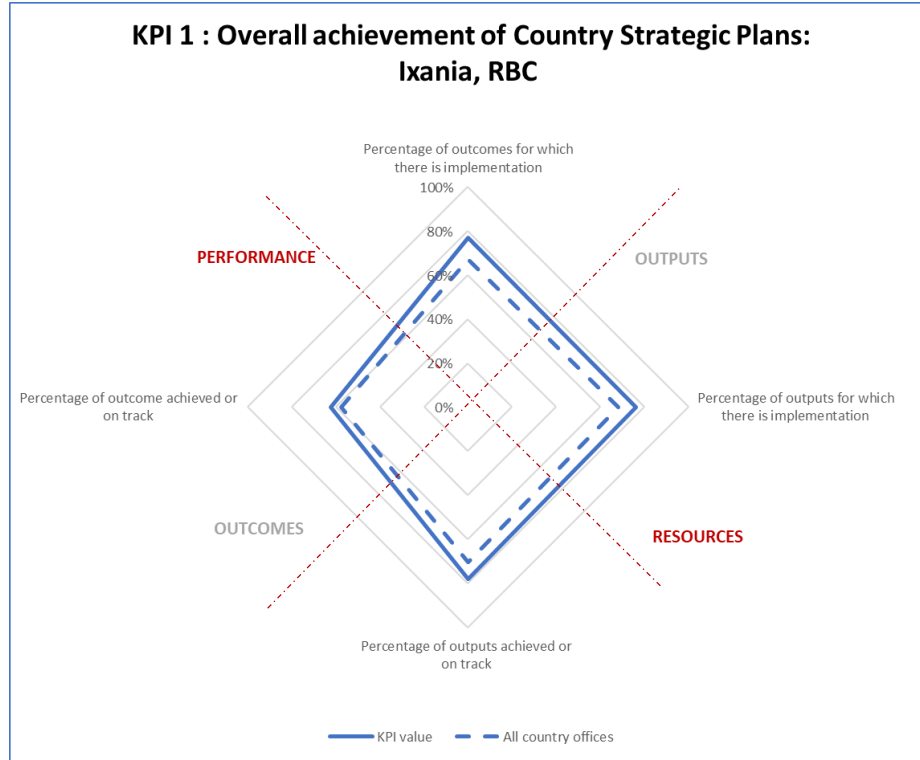 KPI 1 : Overall achievement of Country Strategic Plans:
Ixania, RBC
Percentage of outcomes for which
there is implementation
100%
80%
60%
40%
20%
0%
PERFORMANCE
OUTPUTS
Percentage of outcome achieved or
on track
Percentage of outputs for which
there is implementation
OUTCOMES
RESOURCES
Percentage of outputs achieved or
on track
KPI value
All country offices